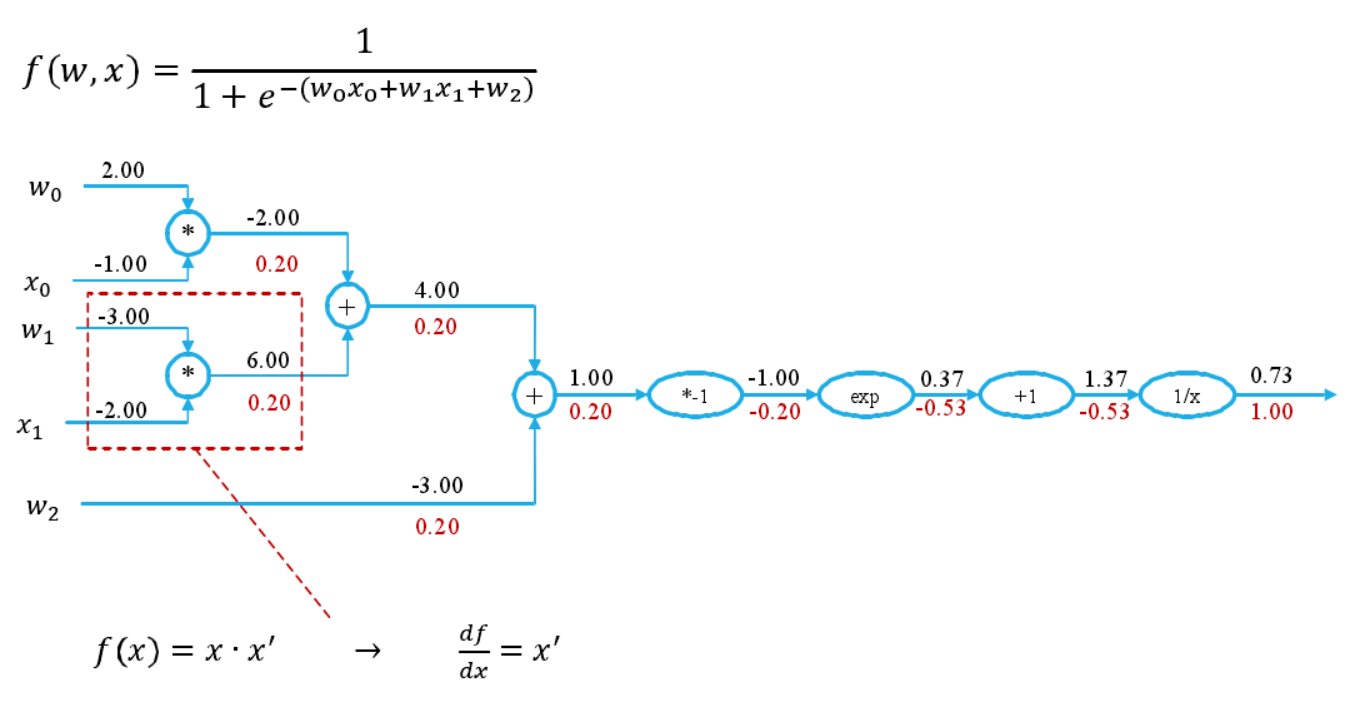 f(w, x) = 1 / (1 + e^−(w₀x₀+w₁x₁+w₂))
w₀ 2.00
* -2.00
x₀ -1.00 0.20
4.00
+
0.20
w₁ -3.00
* 6.00
0.20
x₁ -2.00
+ 1.00 *-1 -1.00 exp 0.37 +1 1.37 1/x 0.73
0.20 -0.20 -0.53 -0.53 1.00
w₂ -3.00
0.20
f(x) = x · x′ → df/dx = x′